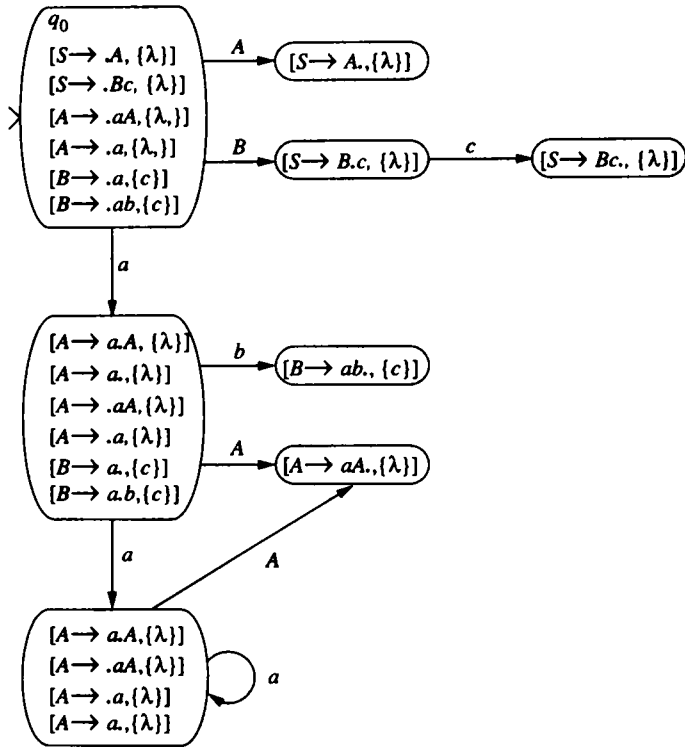 q₀
[S → .A, {λ}]
[S → .Bc, {λ}]
[A → .aA,{λ,}]
[A → .a,{λ,}]
[B → .a,{c}]
[B → .ab,{c}]
A
[S → A.,{λ}]
B
[S → B.c, {λ}]
c
[S → Bc., {λ}]
a
[A → a.A, {λ}]
[A → a.,{λ}]
[A → .aA,{λ}]
[A → .a,{λ}]
[B → a.,{c}]
[B → a.b,{c}]
b
[B → ab., {c}]
A
[A → aA.,{λ}]
a
A
[A → a.A,{λ}]
[A → .aA,{λ}]
[A → .a,{λ}]
[A → a.,{λ}]
a